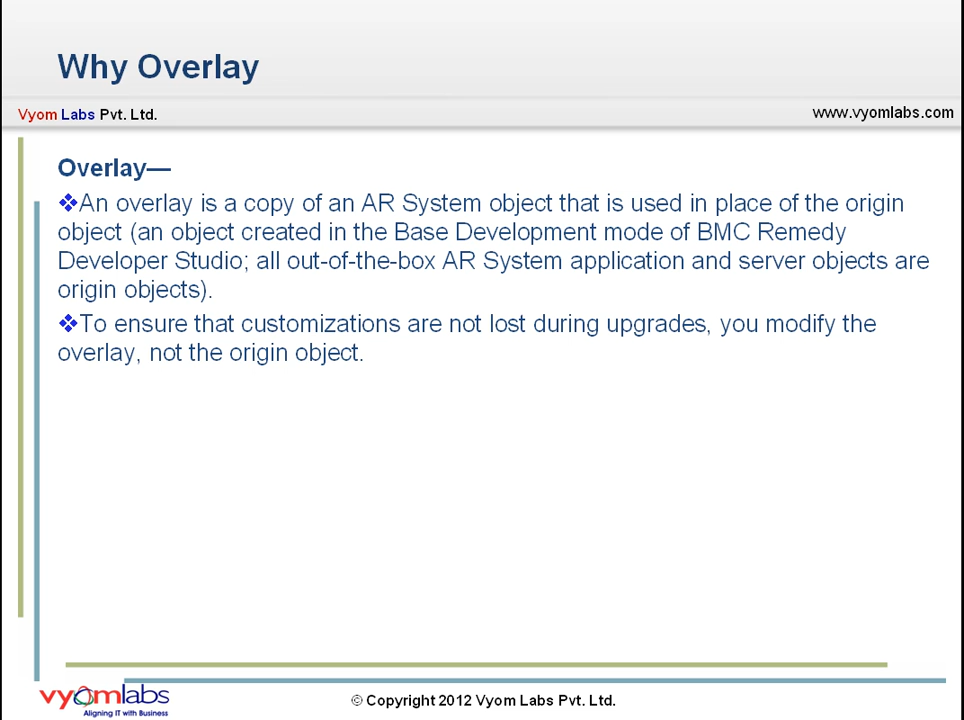 Why Overlay
Vyom Labs Pvt. Ltd.
www.vyomlabs.com
Overlay—
❖An overlay is a copy of an AR System object that is used in place of the origin
object (an object created in the Base Development mode of BMC Remedy
Developer Studio; all out-of-the-box AR System application and server objects are
origin objects).
❖To ensure that customizations are not lost during upgrades, you modify the
overlay, not the origin object.
vyomlabs
Aligning IT with Business
© Copyright 2012 Vyom Labs Pvt. Ltd.